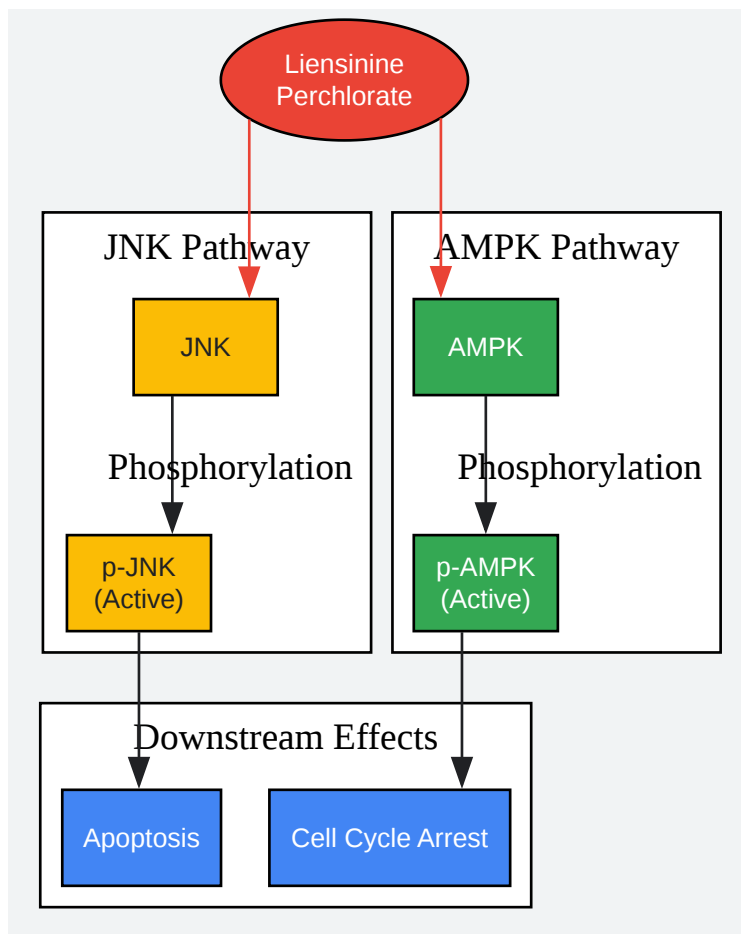 Liensinine
Perchlorate
JNK Pathway
AMPK Pathway
JNK
AMPK
Phosphorylation
Phosphorylation
p-JNK
(Active)
p-AMPK
(Active)
Downstream Effects
Apoptosis
Cell Cycle Arrest